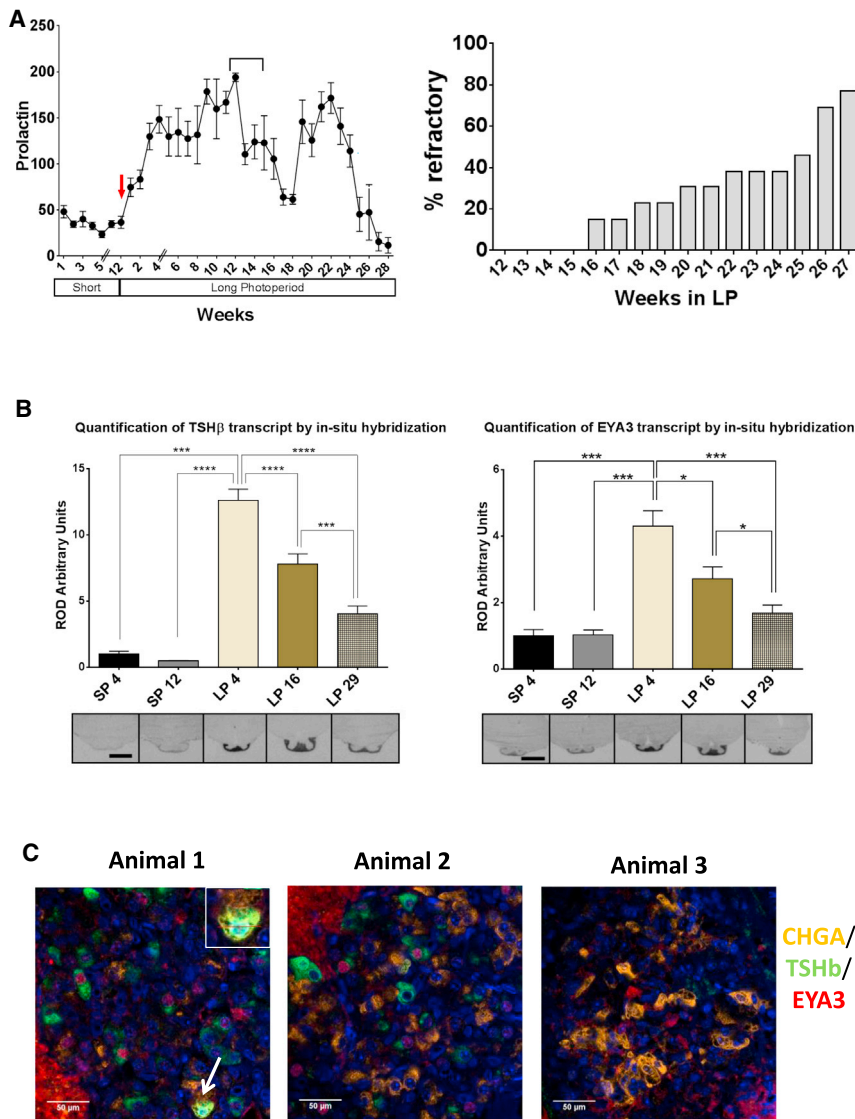 A
250
200
150
100
50
0
Prolactin
1 3 5 12 2 4 6 8 10 12 14 16 18 20 22 24 26 28
Short Long Photoperiod
Weeks
100
80
60
40
20
0
% refractory
12 13 14 15 16 17 18 19 20 21 22 23 24 25 26 27
Weeks in LP
B
Quantification of TSHβ transcript by in-situ hybridization
15
10
5
0
ROD Arbitrary Units
*** ****
**** ****
***
SP 4 SP 12 LP 4 LP 16 LP 29
Quantification of EYA3 transcript by in-situ hybridization
6
4
2
0
ROD Arbitrary Units
*** ***
*** *
*
SP 4 SP 12 LP 4 LP 16 LP 29
C
Animal 1 Animal 2 Animal 3
50 µm 50 µm 50 µm
CHGA/
TSHb/
EYA3